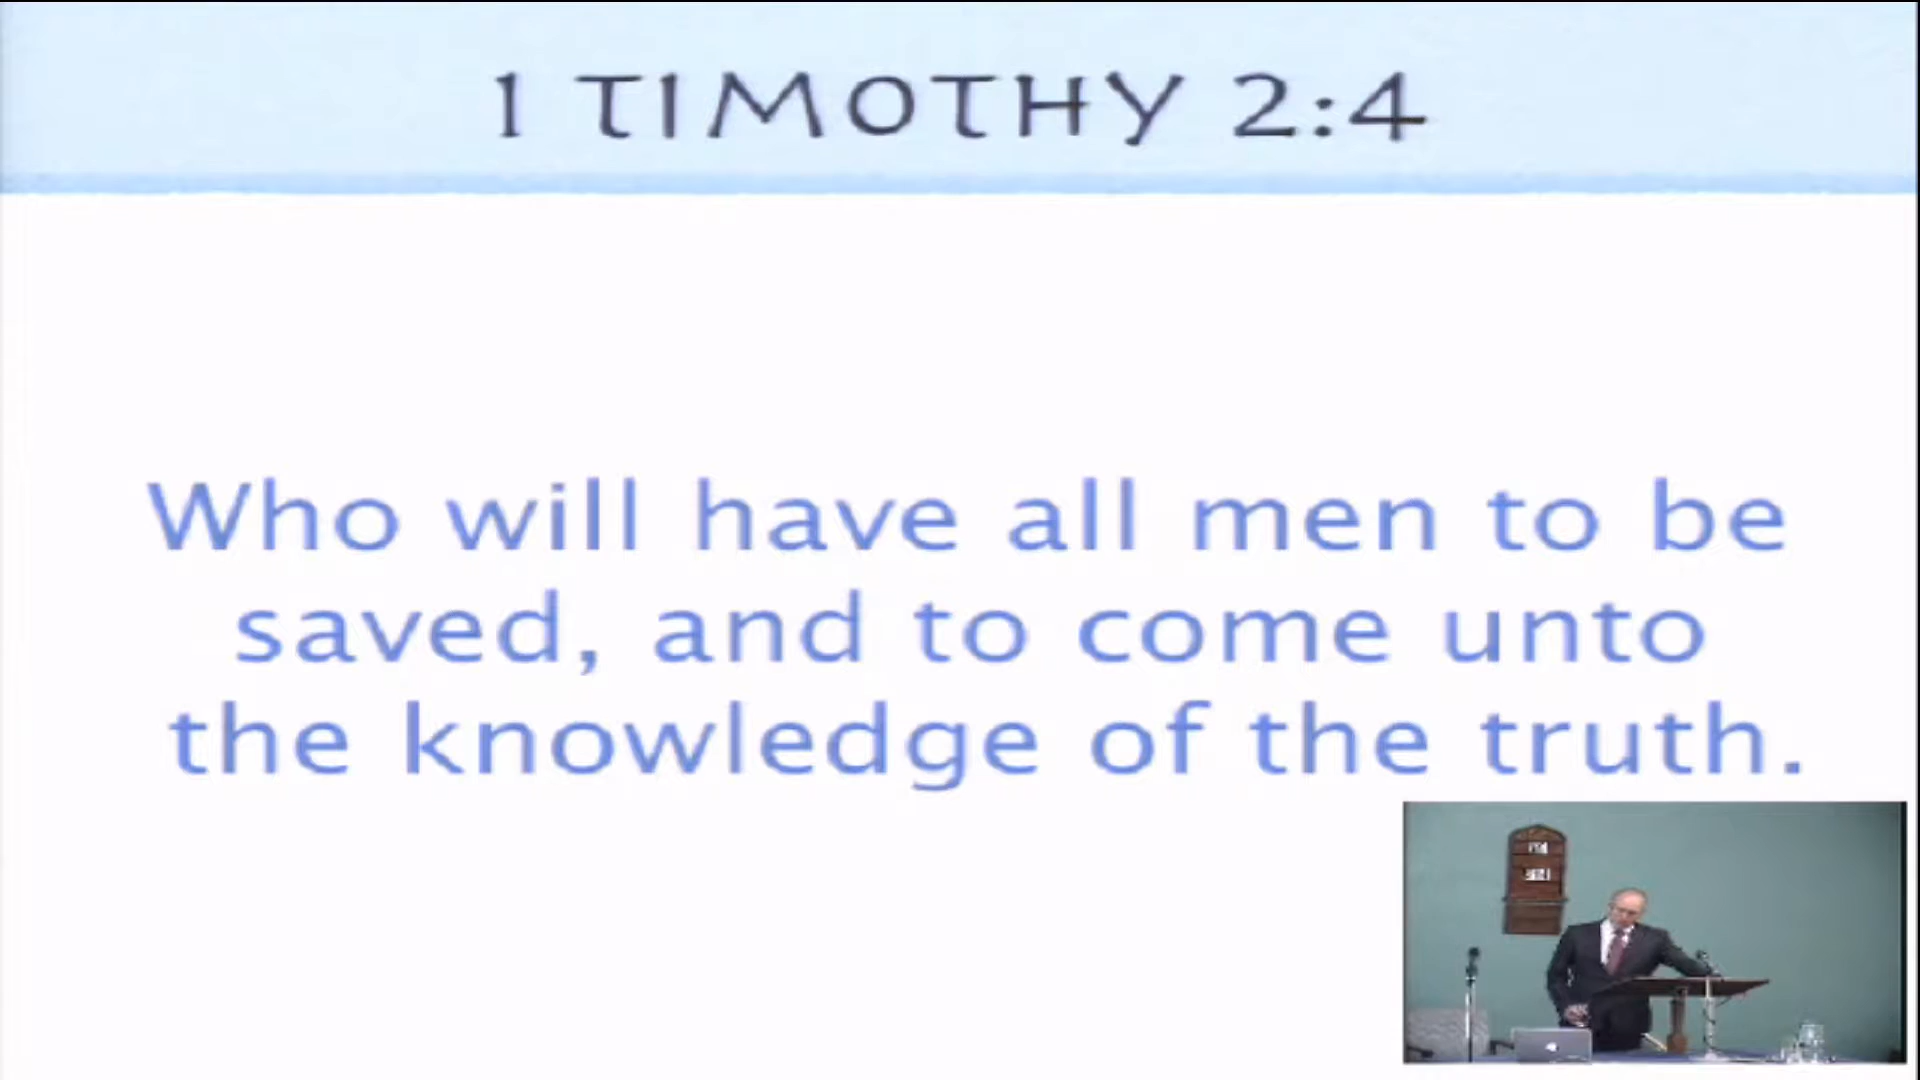 1 TIMOTHY 2:4
Who will have all men to be
saved, and to come unto
the knowledge of the truth.